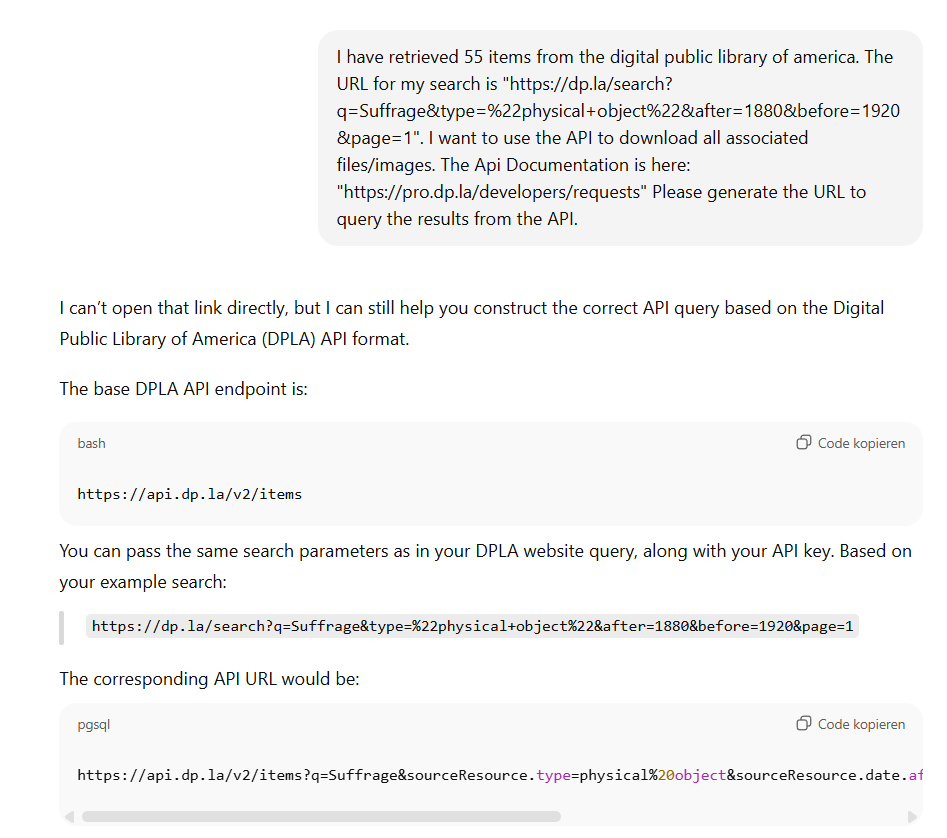 I have retrieved 55 items from the digital public library of america. The
URL for my search is "https://dp.la/search?
q=Suffrage&type=%22physical+object%22&after=1880&before=1920
&page=1". I want to use the API to download all associated
files/images. The Api Documentation is here:
"https://pro.dp.la/developers/requests" Please generate the URL to
query the results from the API.
I can’t open that link directly, but I can still help you construct the correct API query based on the Digital
Public Library of America (DPLA) API format.
The base DPLA API endpoint is:
bash
Code kopieren
https://api.dp.la/v2/items
You can pass the same search parameters as in your DPLA website query, along with your API key. Based on
your example search:
https://dp.la/search?q=Suffrage&type=%22physical+object%22&after=1880&before=1920&page=1
The corresponding API URL would be:
pgsql
Code kopieren
https://api.dp.la/v2/items?q=Suffrage&sourceResource.type=physical%20object&sourceResource.date.af